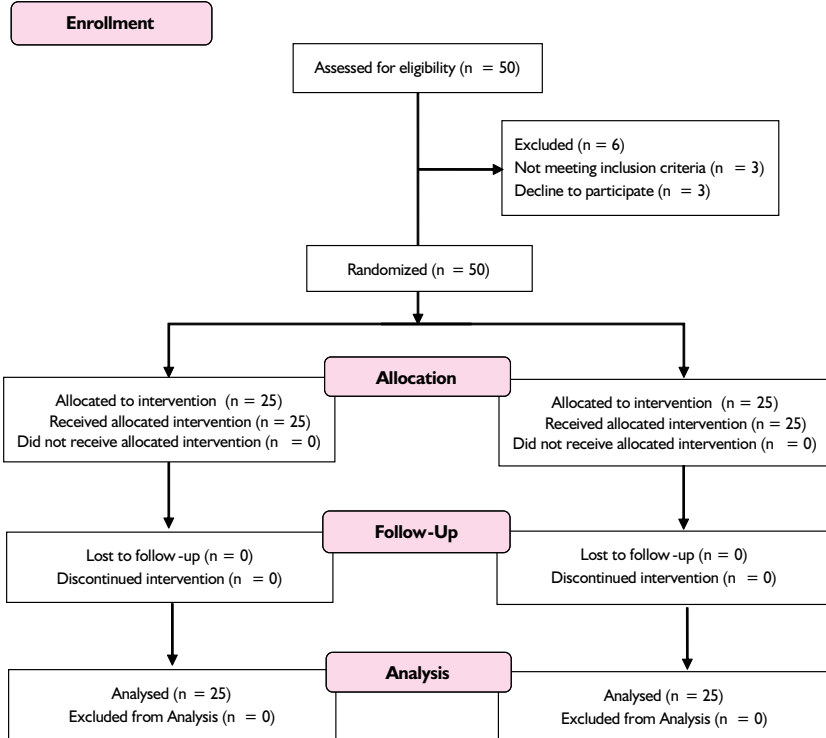 Enrollment
Assessed for eligibility (n = 50)
Excluded (n = 6)
Not meeting inclusion criteria (n = 3)
Decline to participate (n = 3)
Randomized (n = 50)
Allocation
Allocated to intervention (n = 25)
Received allocated intervention (n = 25)
Did not receive allocated intervention (n = 0)
Allocated to intervention (n = 25)
Received allocated intervention (n = 25)
Did not receive allocated intervention (n = 0)
Follow-Up
Lost to follow-up (n = 0)
Discontinued intervention (n = 0)
Lost to follow-up (n = 0)
Discontinued intervention (n = 0)
Analysis
Analysed (n = 25)
Excluded from Analysis (n = 0)
Analysed (n = 25)
Excluded from Analysis (n = 0)